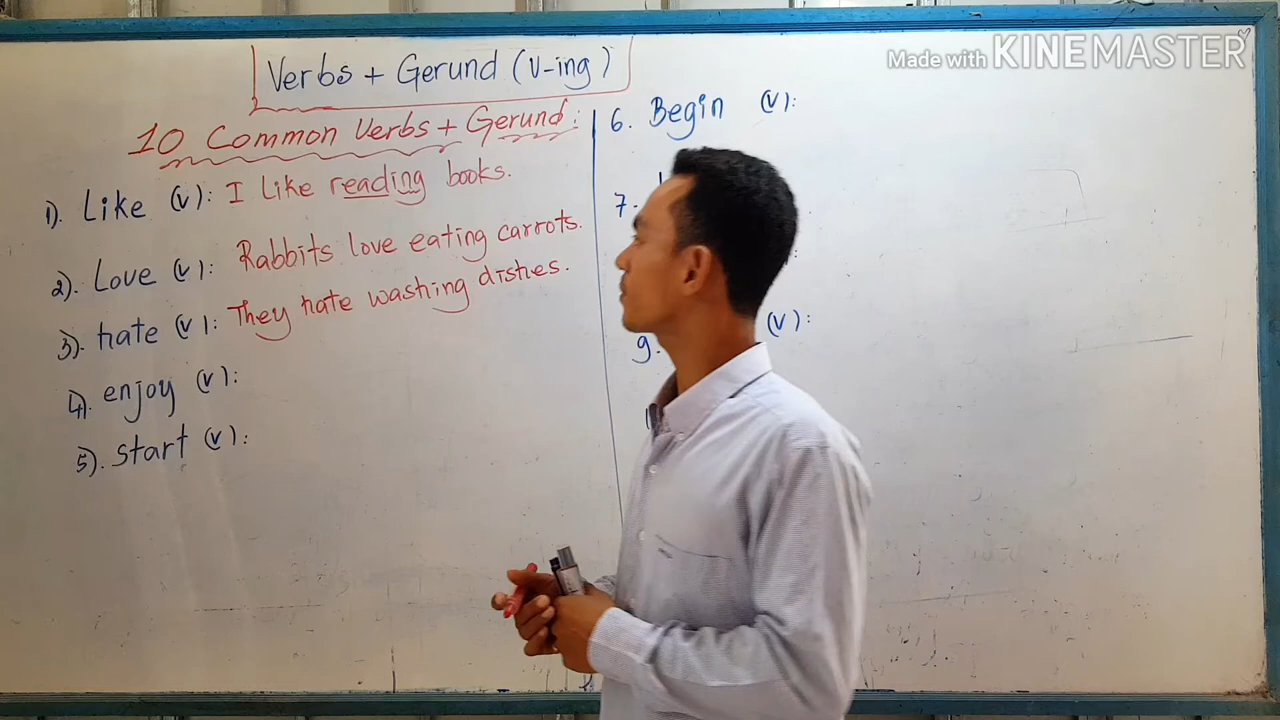 Made with KINEMASTER
Verbs + Gerund (V-ing)
10 Common Verbs + Gerund:
1). Like (v): I like reading books.
2). Love (v): Rabbits love eating carrots.
3). hate (v): They hate washing dishes.
4). enjoy (v):
5). start (v):
6. Begin (v):
7.
9. (v):